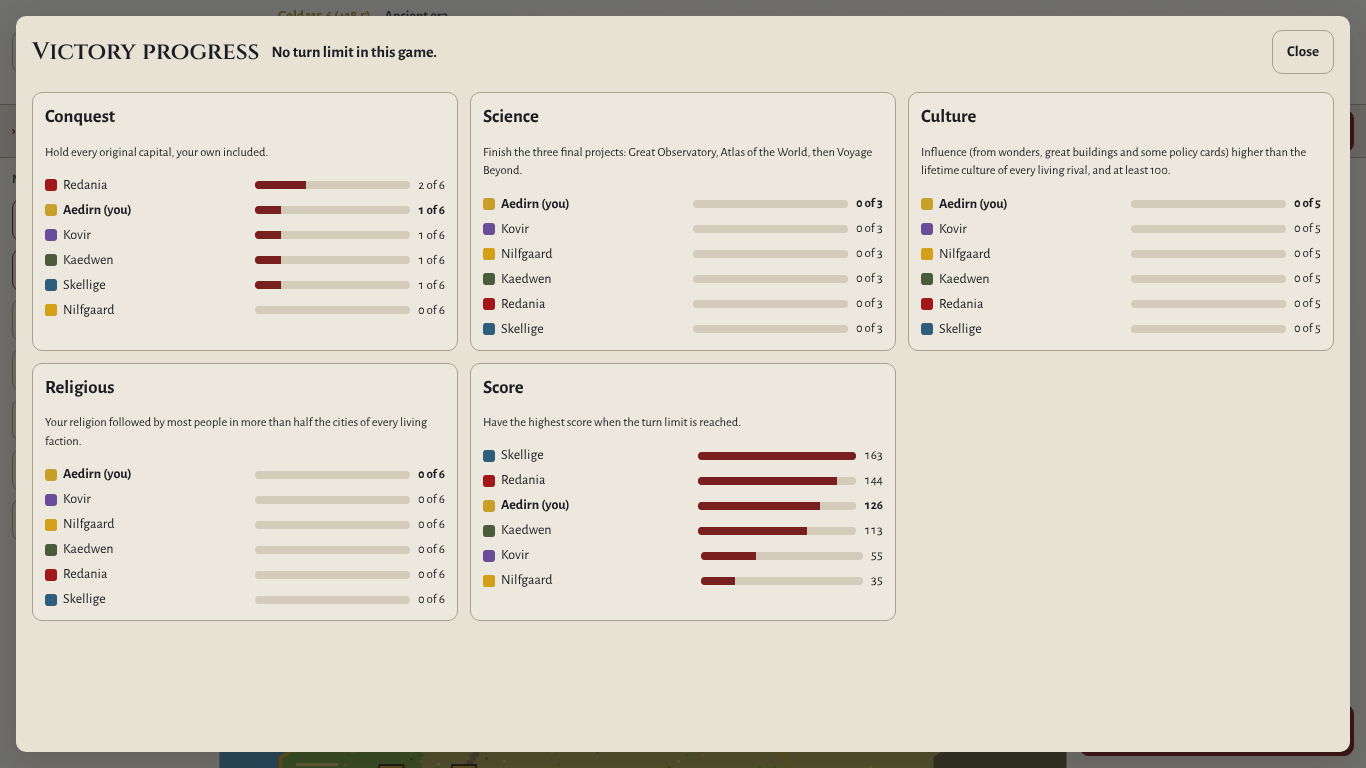 Ancient era
Victory progress
No turn limit in this game.
Close
Conquest
Hold every original capital, your own included.
Redania 2 of 6
Aedirn (you) 1 of 6
Kovir 1 of 6
Kaedwen 1 of 6
Skellige 1 of 6
Nilfgaard 0 of 6
Science
Finish the three final projects: Great Observatory, Atlas of the World, then Voyage
Beyond.
Aedirn (you) 0 of 3
Kovir 0 of 3
Nilfgaard 0 of 3
Kaedwen 0 of 3
Redania 0 of 3
Skellige 0 of 3
Culture
Influence (from wonders, great buildings and some policy cards) higher than the
lifetime culture of every living rival, and at least 100.
Aedirn (you) 0 of 5
Kovir 0 of 5
Nilfgaard 0 of 5
Kaedwen 0 of 5
Redania 0 of 5
Skellige 0 of 5
Religious
Your religion followed by most people in more than half the cities of every living
faction.
Aedirn (you) 0 of 6
Kovir 0 of 6
Nilfgaard 0 of 6
Kaedwen 0 of 6
Redania 0 of 6
Skellige 0 of 6
Score
Have the highest score when the turn limit is reached.
Skellige 163
Redania 144
Aedirn (you) 126
Kaedwen 113
Kovir 55
Nilfgaard 35